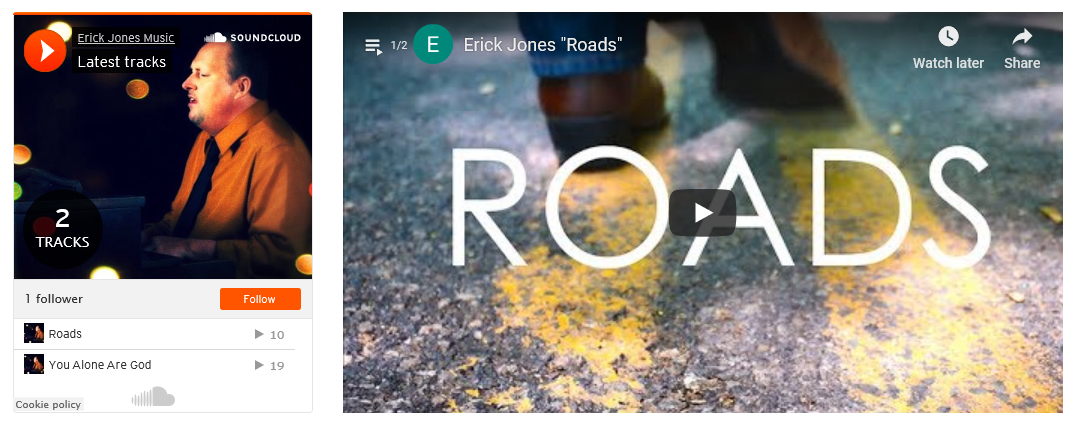 Erick Jones Music
SOUNDCLOUD
Latest tracks
2
TRACKS
1 follower
Follow
Roads
10
You Alone Are God
19
Cookie policy
1/2
E
Erick Jones "Roads"
Watch later
Share
ROADS